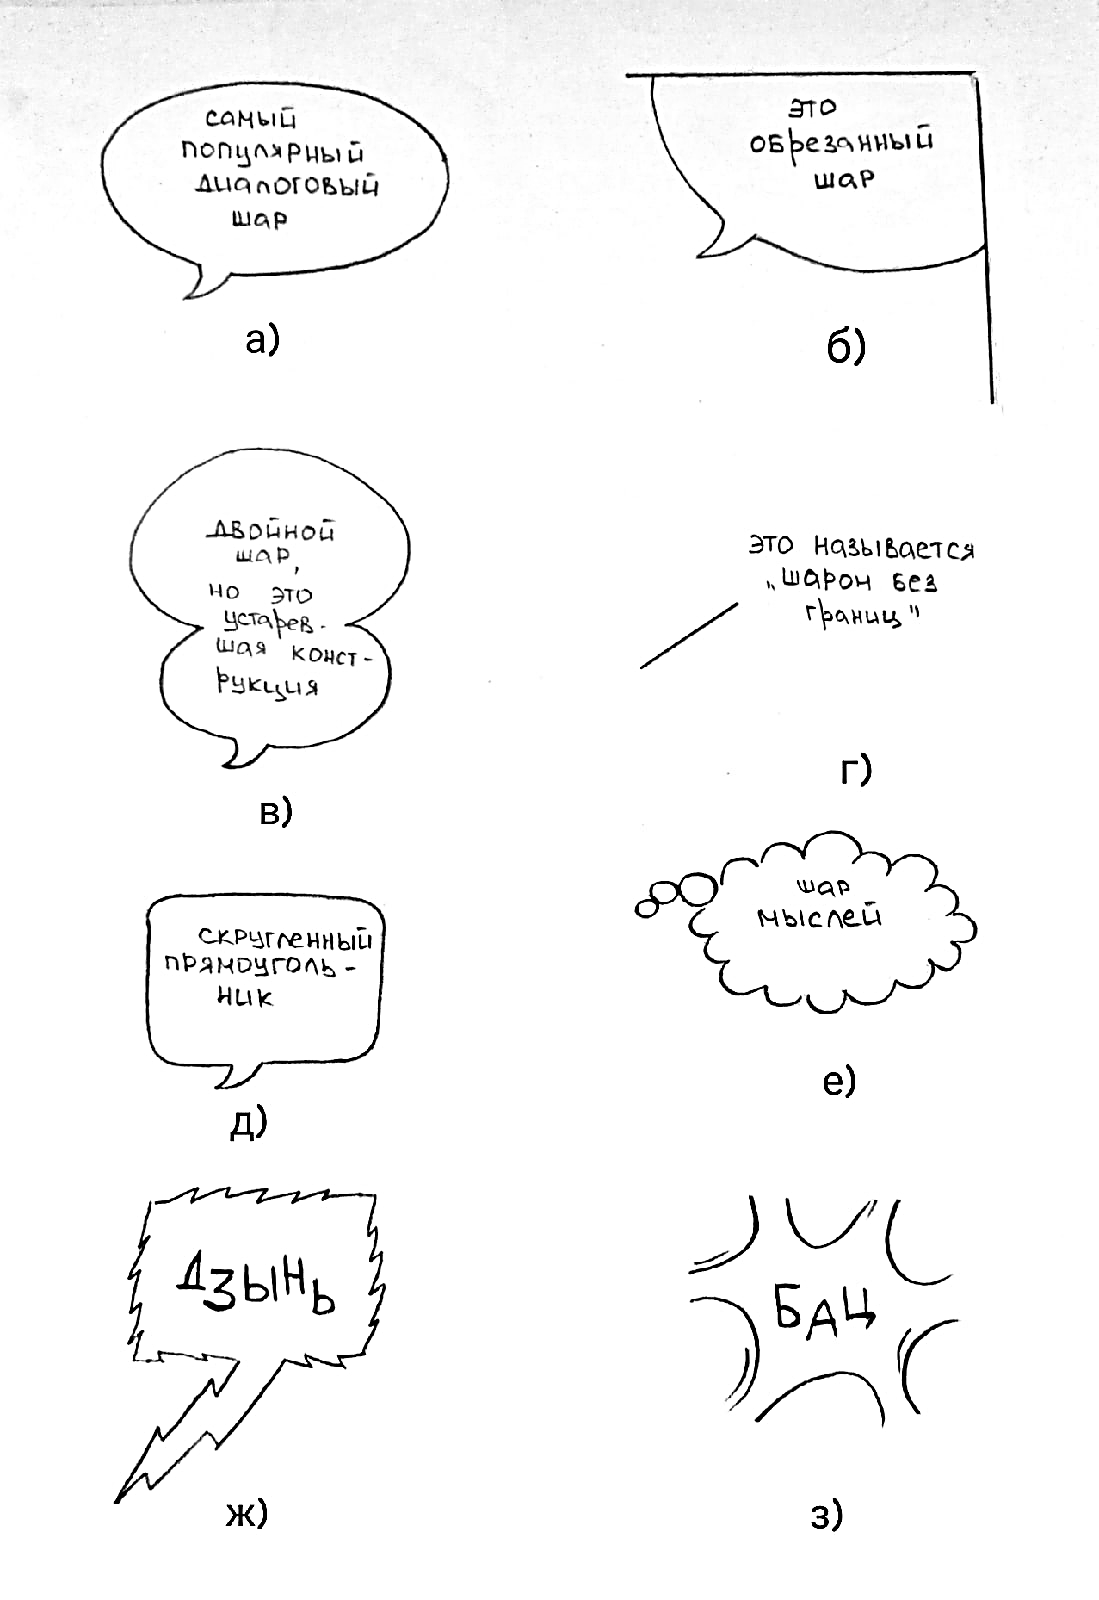 самый
популярный
диалоговый
шар
а)
это
обрезанный
шар
б)
двойной
шар,
но это
устарев-
шая конст-
рукция
в)
это называется
„шаром без
границ"
г)
скругленный
прямоуголь-
ник
д)
шар
мыслей
е)
ДЗЫНЬ
ж)
БАЦ
з)